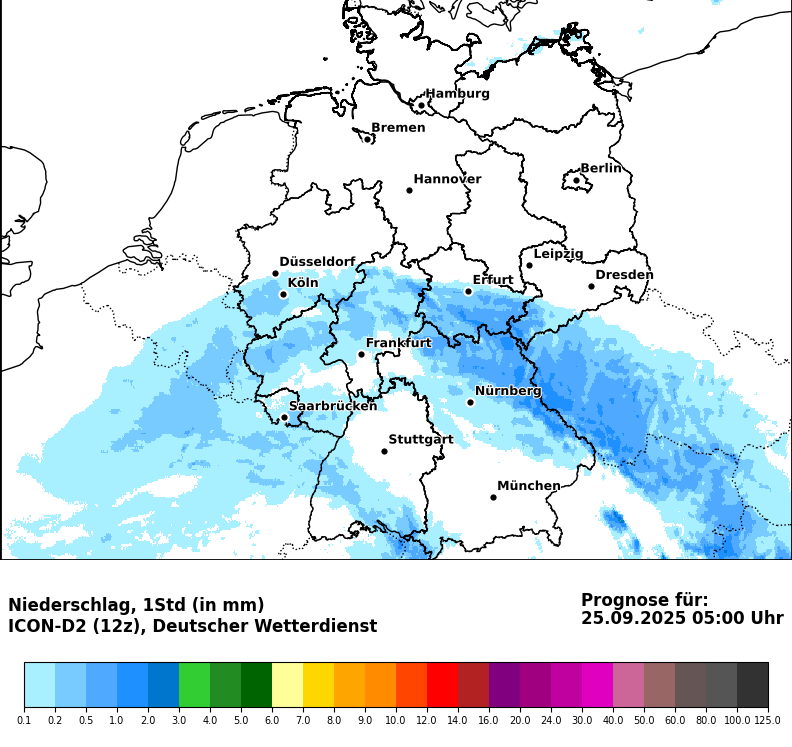 Hamburg
Bremen
Berlin
Hannover
Leipzig
Düsseldorf
Dresden
Köln
Erfurt
Frankfurt
Nürnberg
Saarbrücken
Stuttgart
München
Niederschlag, 1Std (in mm)
ICON-D2 (12z), Deutscher Wetterdienst
Prognose für:
25.09.2025 05:00 Uhr
0.1 0.2 0.5 1.0 2.0 3.0 4.0 5.0 6.0 7.0 8.0 9.0 10.0 12.0 14.0 16.0 20.0 24.0 30.0 40.0 50.0 60.0 80.0 100.0 125.0